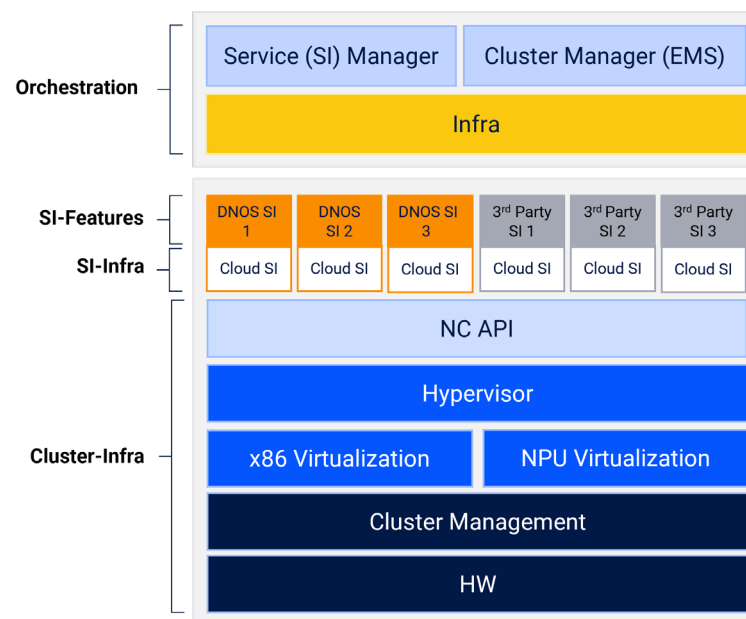 Orchestration
Service (SI) Manager
Cluster Manager (EMS)
Infra
SI-Features
DNOS SI
1
DNOS
SI 2
DNOS SI
3
3rd Party
SI 1
3rd Party
SI 2
3rd Party
SI 3
SI-Infra
Cloud SI
Cloud SI
Cloud SI
Cloud SI
Cloud SI
Cloud SI
Cluster-Infra
NC API
Hypervisor
x86 Virtualization
NPU Virtualization
Cluster Management
HW